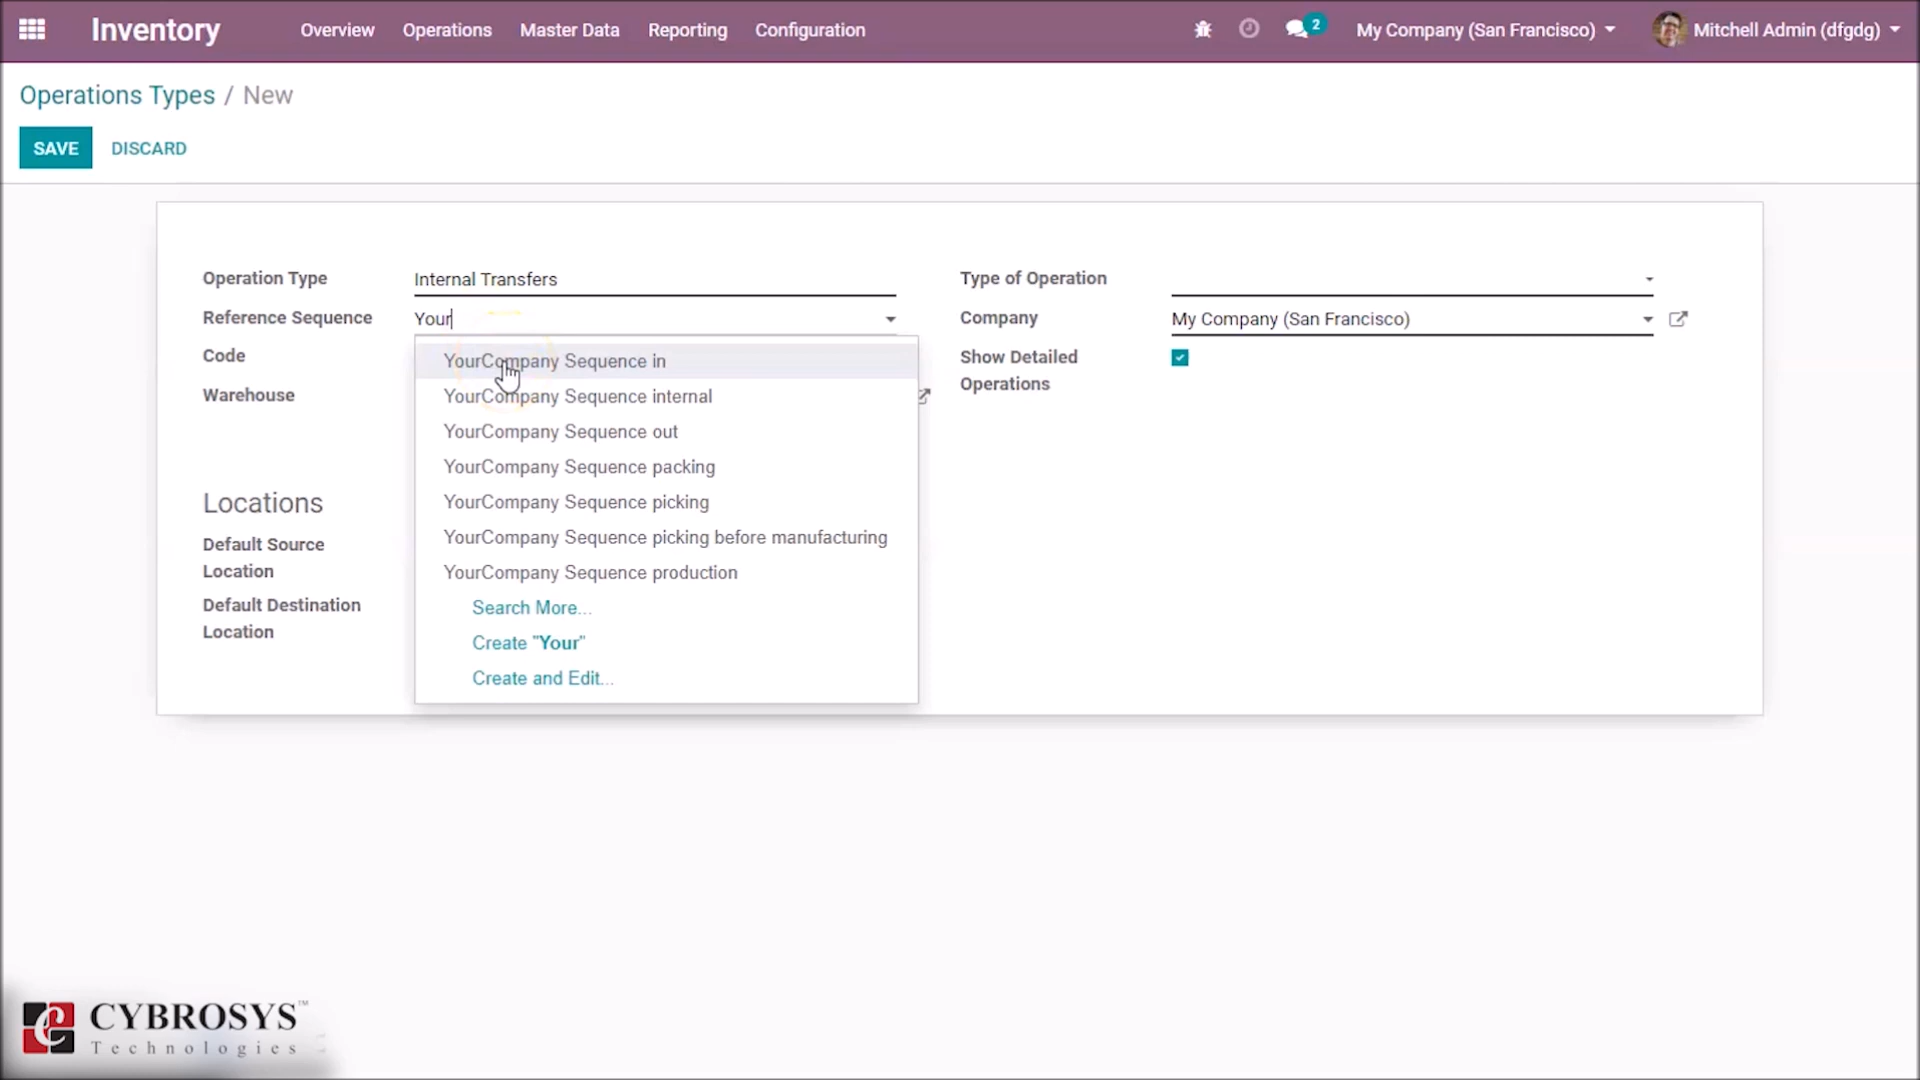 Inventory Overview Operations Master Data Reporting Configuration 2 My Company (San Francisco) Mitchell Admin (dfgdg)
Operations Types / New
SAVE DISCARD
Operation Type Internal Transfers Type of Operation
Reference Sequence Your Company My Company (San Francisco)
Code YourCompany Sequence in Show Detailed Operations
Warehouse YourCompany Sequence internal
YourCompany Sequence out
YourCompany Sequence packing
Locations YourCompany Sequence picking
Default Source Location YourCompany Sequence picking before manufacturing
YourCompany Sequence production
Default Destination Location Search More...
Create "Your"
Create and Edit...
CYBROSYS™
Technologies